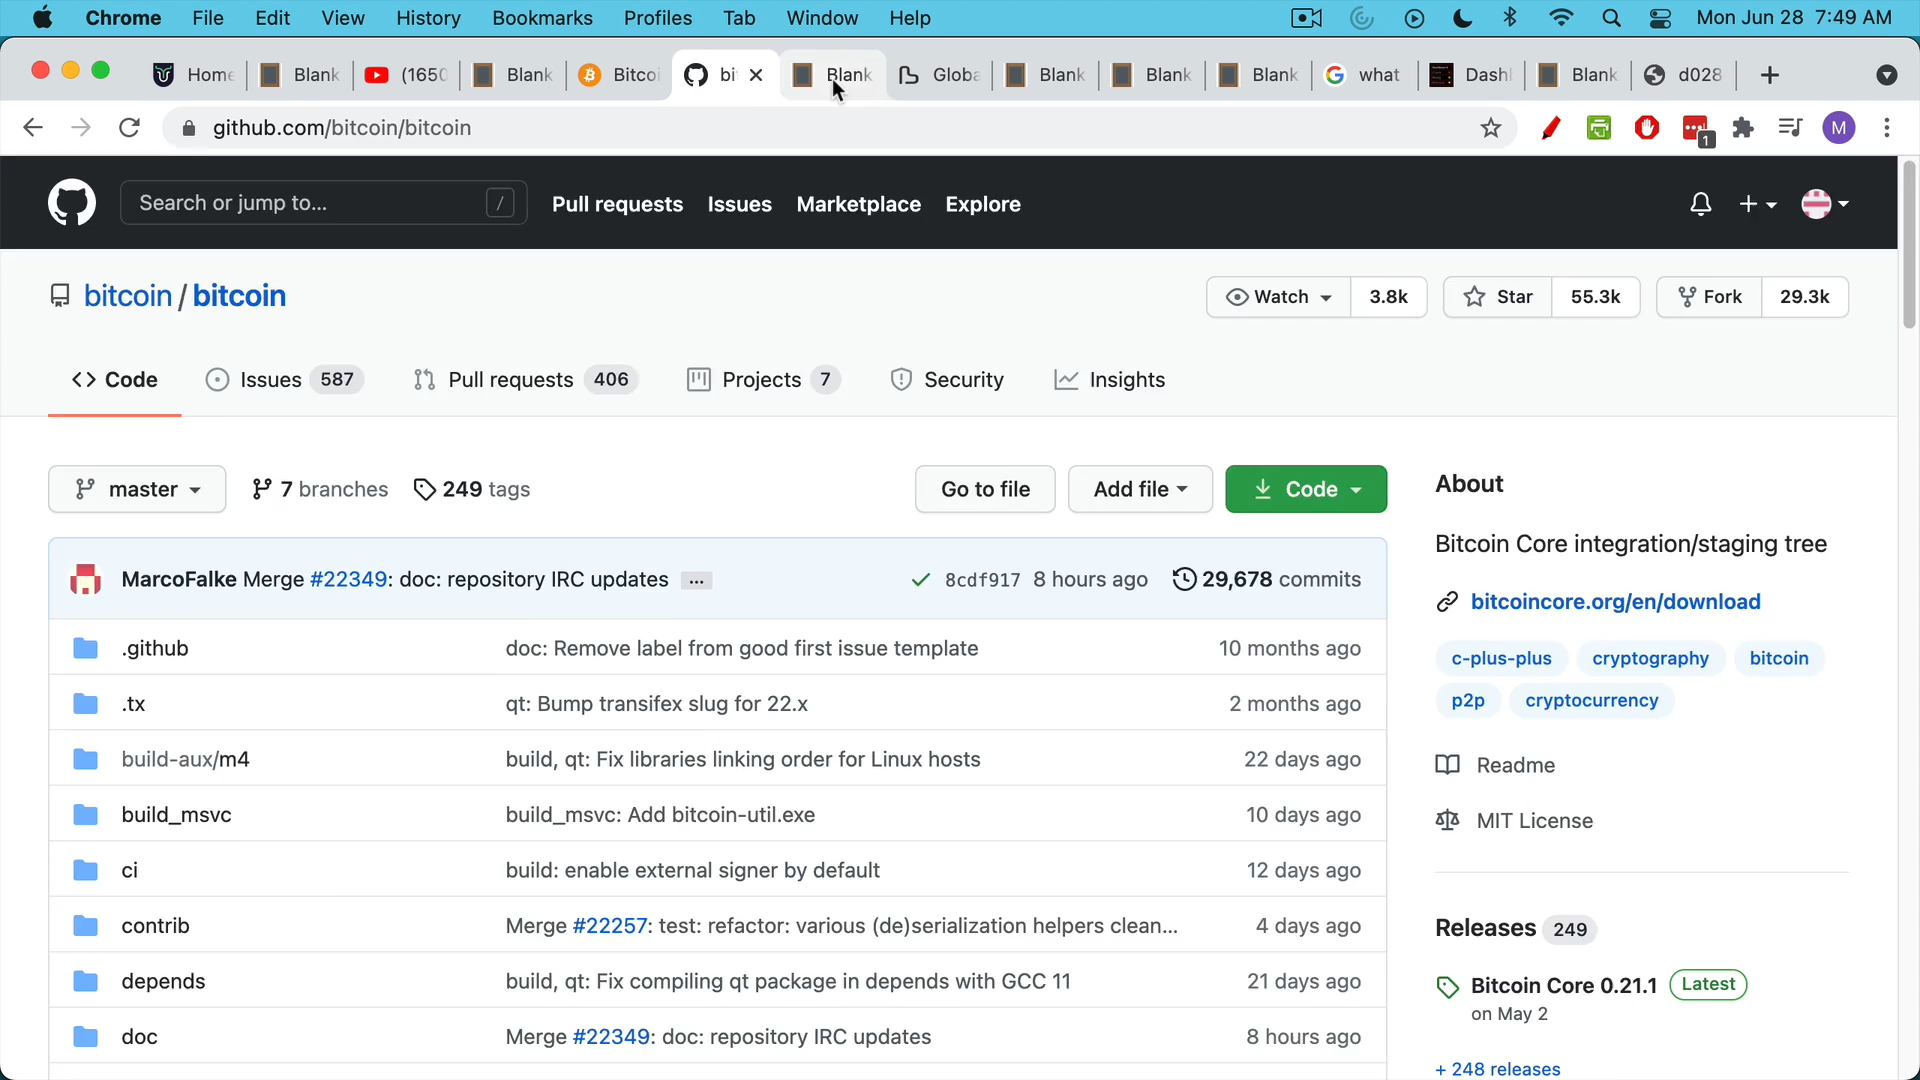 Chrome File Edit View History Bookmarks Profiles Tab Window Help Mon Jun 28 7:49 AM
Home Blank (1650 Blank Bitcoi bi Blank Globa Blank Blank Blank what Dashl Blank d028
github.com/bitcoin/bitcoin 1 M
Search or jump to... / Pull requests Issues Marketplace Explore
bitcoin / bitcoin Watch 3.8k Star 55.3k Fork 29.3k
Code Issues 587 Pull requests 406 Projects 7 Security Insights
master 7 branches 249 tags Go to file Add file Code
MarcoFalke Merge #22349: doc: repository IRC updates ... 8cdf917 8 hours ago 29,678 commits
.github doc: Remove label from good first issue template 10 months ago
.tx qt: Bump transifex slug for 22.x 2 months ago
build-aux/m4 build, qt: Fix libraries linking order for Linux hosts 22 days ago
build_msvc build_msvc: Add bitcoin-util.exe 10 days ago
ci build: enable external signer by default 12 days ago
contrib Merge #22257: test: refactor: various (de)serialization helpers clean... 4 days ago
depends build, qt: Fix compiling qt package in depends with GCC 11 21 days ago
doc Merge #22349: doc: repository IRC updates 8 hours ago
About
Bitcoin Core integration/staging tree
bitcoincore.org/en/download
c-plus-plus cryptography bitcoin
p2p cryptocurrency
Readme
MIT License
Releases 249
Bitcoin Core 0.21.1 Latest
on May 2
+ 248 releases